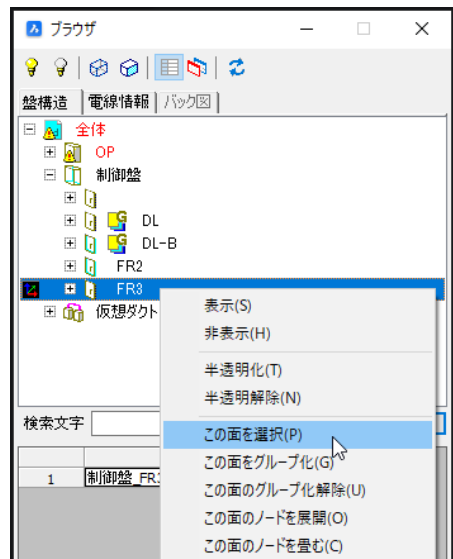 ブラウザ
盤構造 電線情報 バック図
全体
OP
制御盤
G DL
G DL-B
FR2
FR3
仮想ダクト
検索文字
1 制御盤_FR
表示(S)
非表示(H)
半透明化(T)
半透明解除(N)
この面を選択(P)
この面をグループ化(G)
この面のグループ化解除(U)
この面のノードを展開(O)
この面のノードを畳む(C)